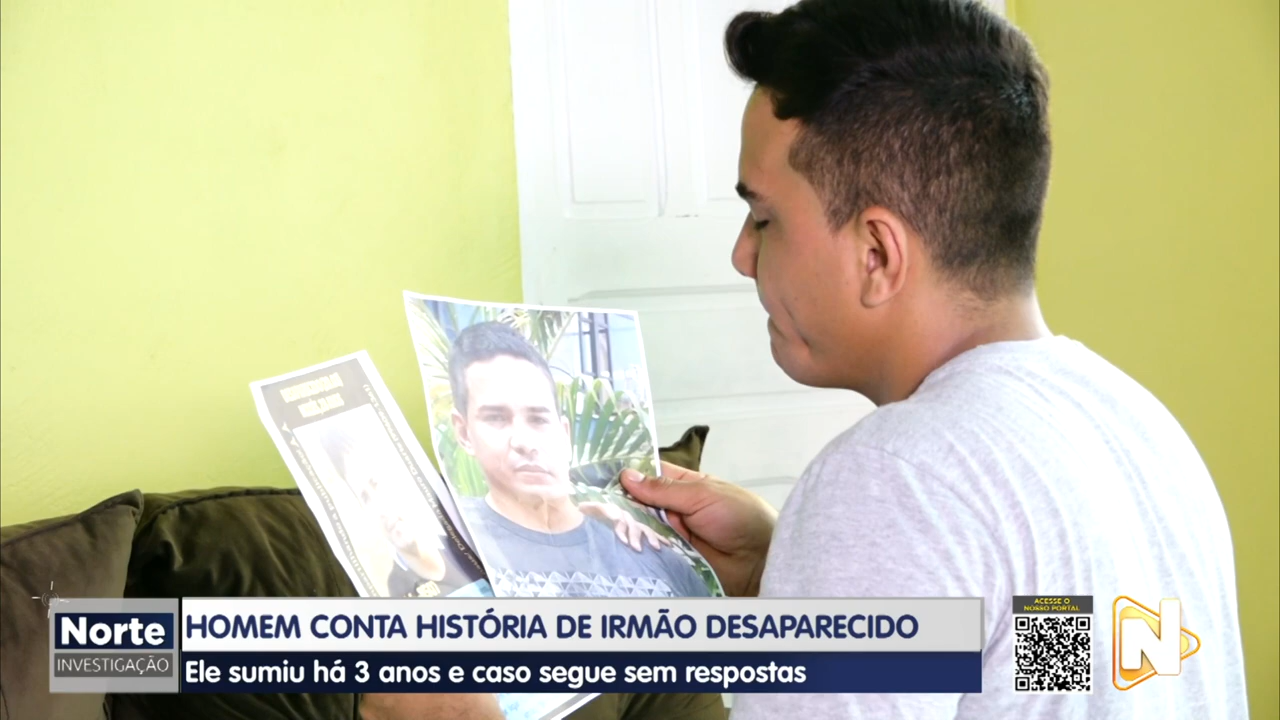 HOMEM CONTA HISTÓRIA DE IRMÃO DESAPARECIDO
Norte
INVESTIGAÇÃO
Ele sumiu há 3 anos e caso segue sem respostas
ACESSE O
NOSSO PORTAL
N